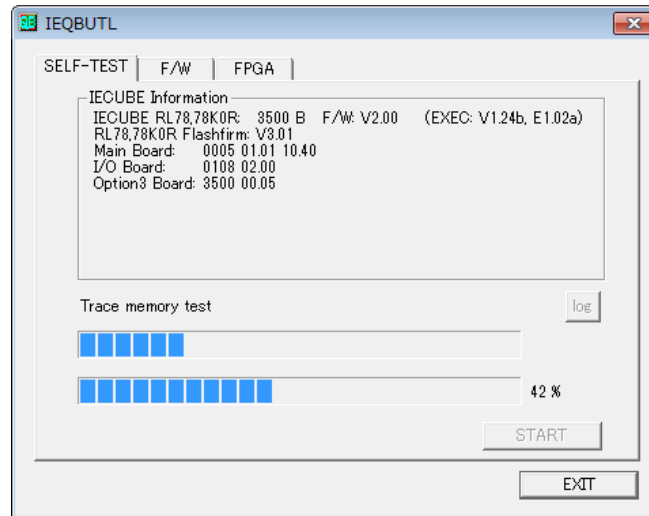 IEQBUTL
SELF-TEST F/W FPGA
IECUBE Information
IECUBE RL78,78K0R: 3500 B F/W: V2.00 (EXEC: V1.24b, E1.02a)
RL78,78K0R Flashfirm: V3.01
Main Board: 0005 01.01 10.40
I/O Board: 0108 02.00
Option3 Board: 3500 00.05
Trace memory test log
42 %
START
EXIT